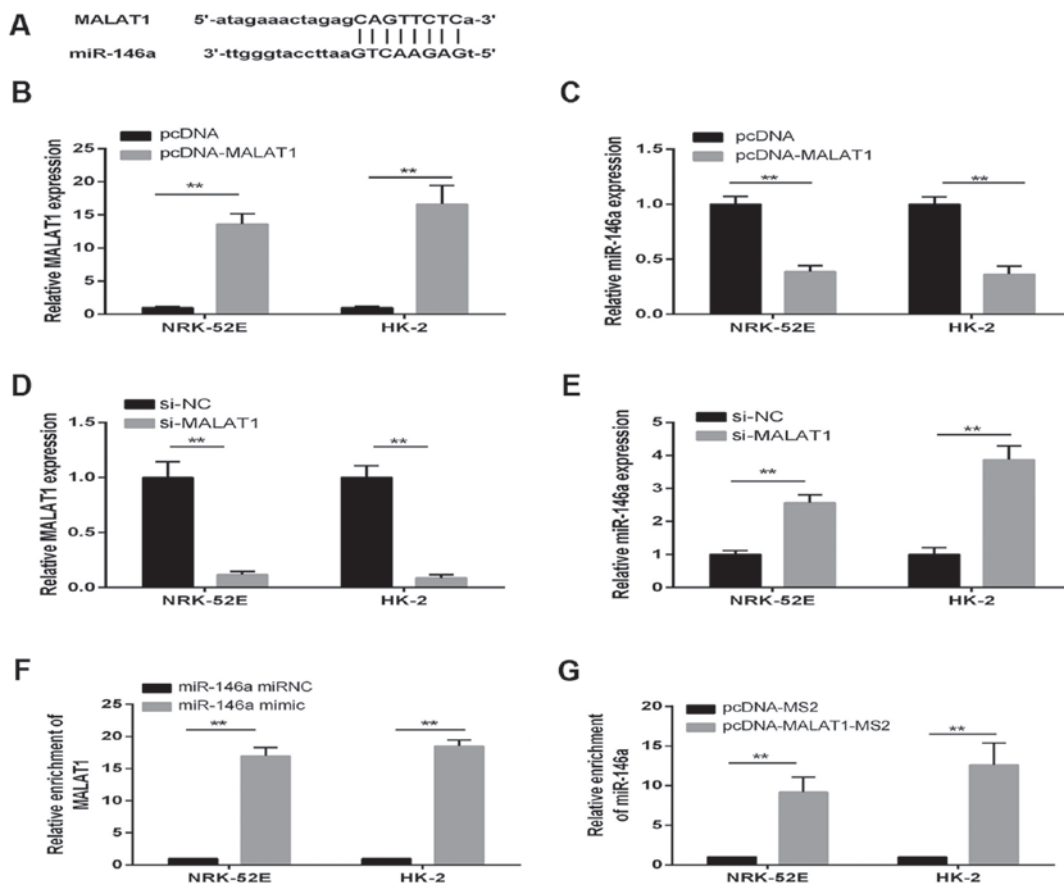 A
MALAT1 5'-atagaaactagagCAGTTCTCa-3'
miR-146a 3'-ttgggtaccttaaGTCAAGAGt-5'
B
pcDNA
pcDNA-MALAT1
Relative MALAT1 expression
25
20
15
10
5
0
**
**
NRK-52E
HK-2
C
pcDNA
pcDNA-MALAT1
Relative miR-146a expression
1.5
1.0
0.5
0.0
**
**
NRK-52E
HK-2
D
si-NC
si-MALAT1
Relative MALAT1 expression
1.5
1.0
0.5
0.0
**
**
NRK-52E
HK-2
E
si-NC
si-MALAT1
Relative miR-146a expression
5
4
3
2
1
0
**
**
NRK-52E
HK-2
F
miR-146a miRNC
miR-146a mimic
Relative enrichment of
MALAT1
25
20
15
10
5
0
**
**
NRK-52E
HK-2
G
pcDNA-MS2
pcDNA-MALAT1-MS2
Relative enrichment
of miR-146a
20
15
10
5
0
**
**
NRK-52E
HK-2